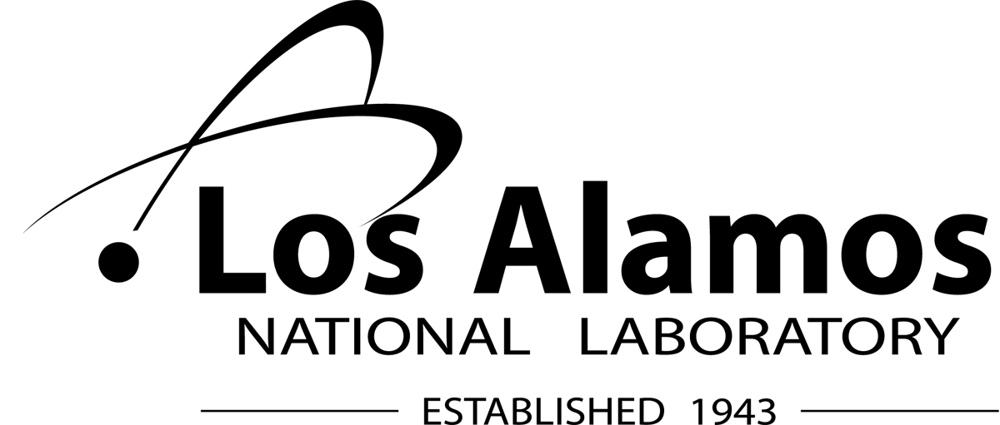 Los Alamos
NATIONAL LABORATORY
ESTABLISHED 1943